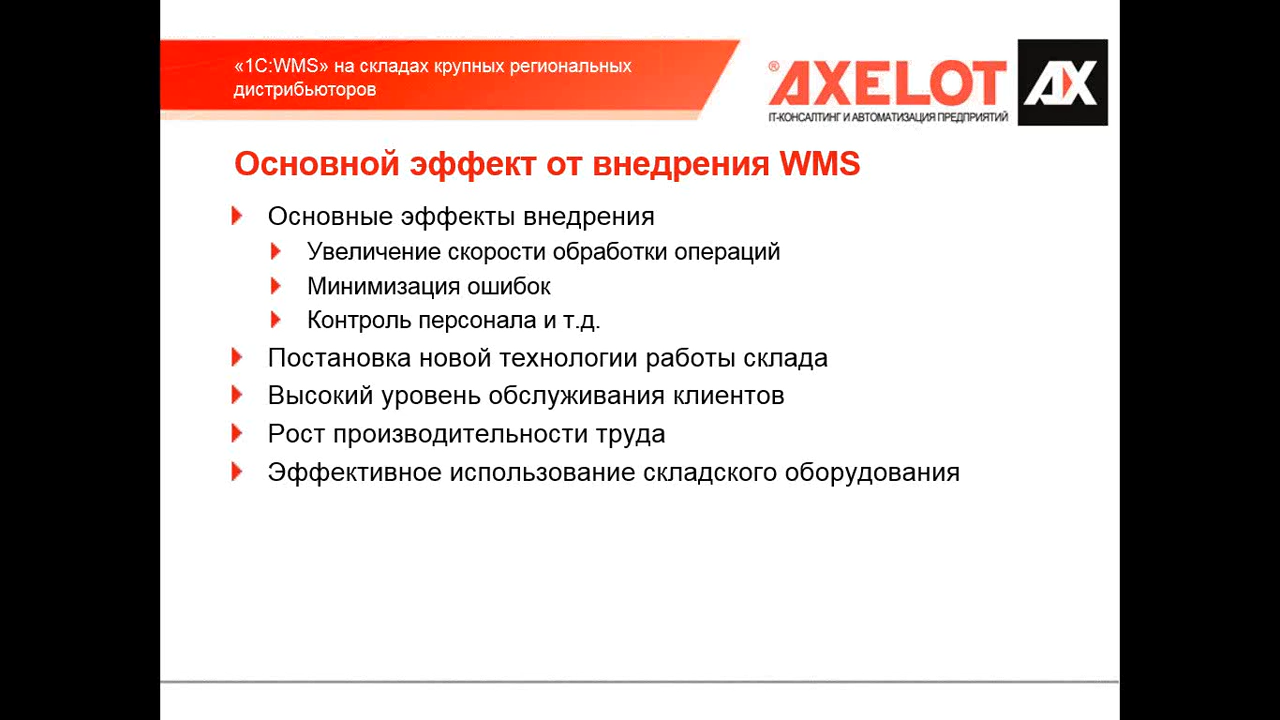 «1С:WMS» на складах крупных региональных
дистрибьюторов
® AXELOT AX
IT-КОНСАЛТИНГ И АВТОМАТИЗАЦИЯ ПРЕДПРИЯТИЙ
Основной эффект от внедрения WMS
Основные эффекты внедрения
Увеличение скорости обработки операций
Минимизация ошибок
Контроль персонала и т.д.
Постановка новой технологии работы склада
Высокий уровень обслуживания клиентов
Рост производительности труда
Эффективное использование складского оборудования